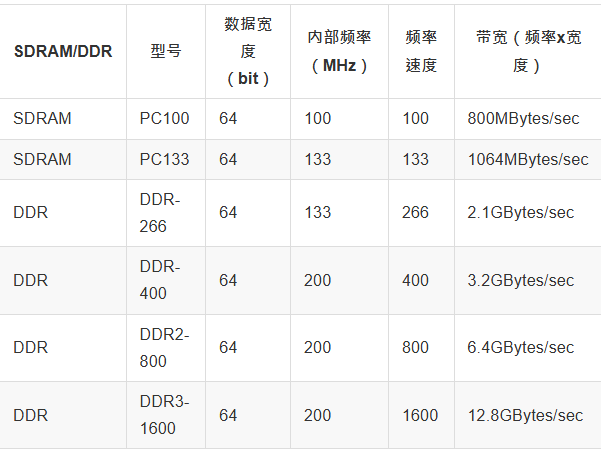 SDRAM/DDR 型号 数据宽度（bit） 内部频率（MHz） 频率速度 带宽（频率x宽度）
SDRAM PC100 64 100 100 800MBytes/sec
SDRAM PC133 64 133 133 1064MBytes/sec
DDR DDR-266 64 133 266 2.1GBytes/sec
DDR DDR-400 64 200 400 3.2GBytes/sec
DDR DDR2-800 64 200 800 6.4GBytes/sec
DDR DDR3-1600 64 200 1600 12.8GBytes/sec